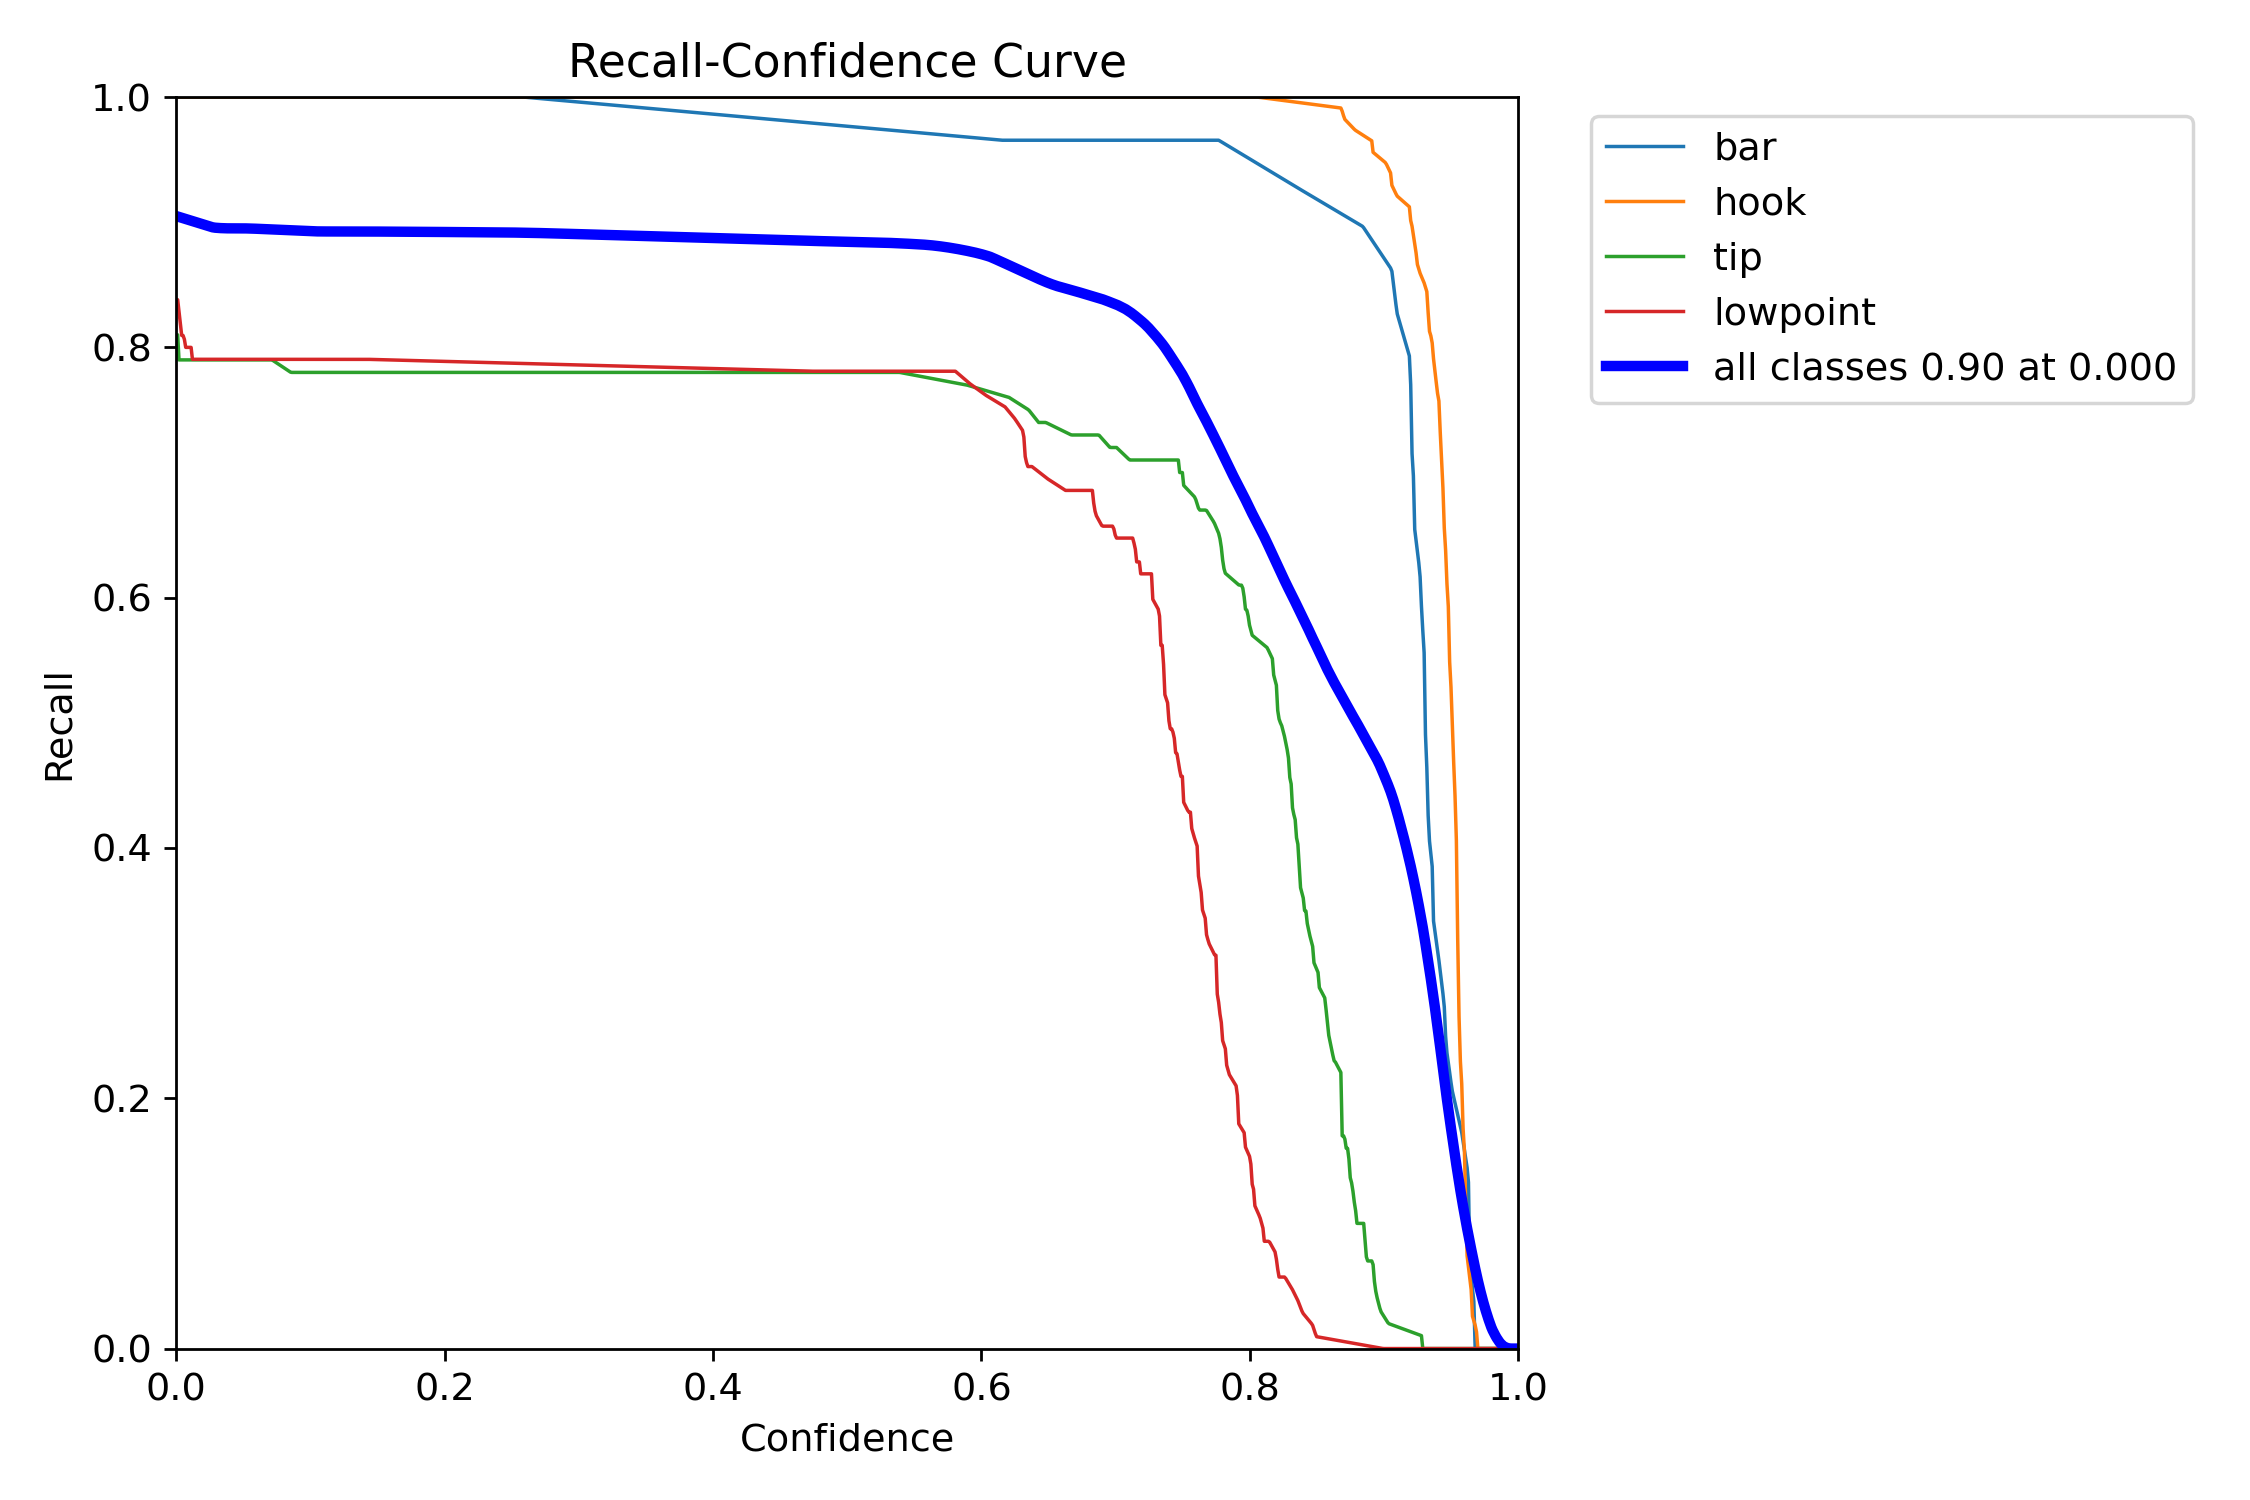 Recall-Confidence Curve
1.0
0.8
0.6
0.4
0.2
0.0
Recall
0.0 0.2 0.4 0.6 0.8 1.0
Confidence
bar
hook
tip
lowpoint
all classes 0.90 at 0.000